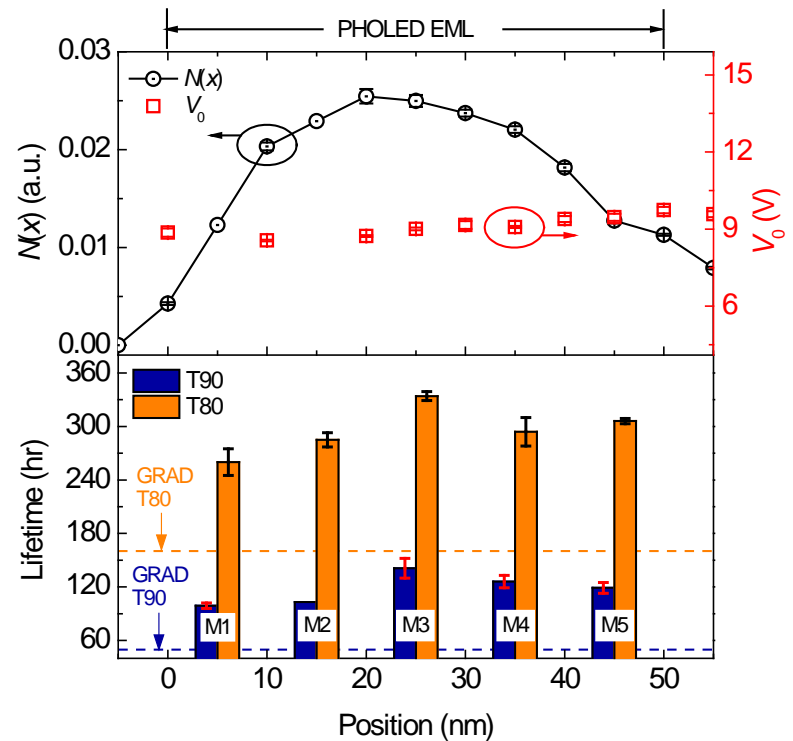 PHOLED EML
N(x)
V0
N(x) (a.u.)
0.03
0.02
0.01
0.00
15
12
9
6
V0 (V)
T90
T80
GRAD
T80
GRAD
T90
M1
M2
M3
M4
M5
Lifetime (hr)
360
300
240
180
120
60
0
10
20
30
40
50
Position (nm)